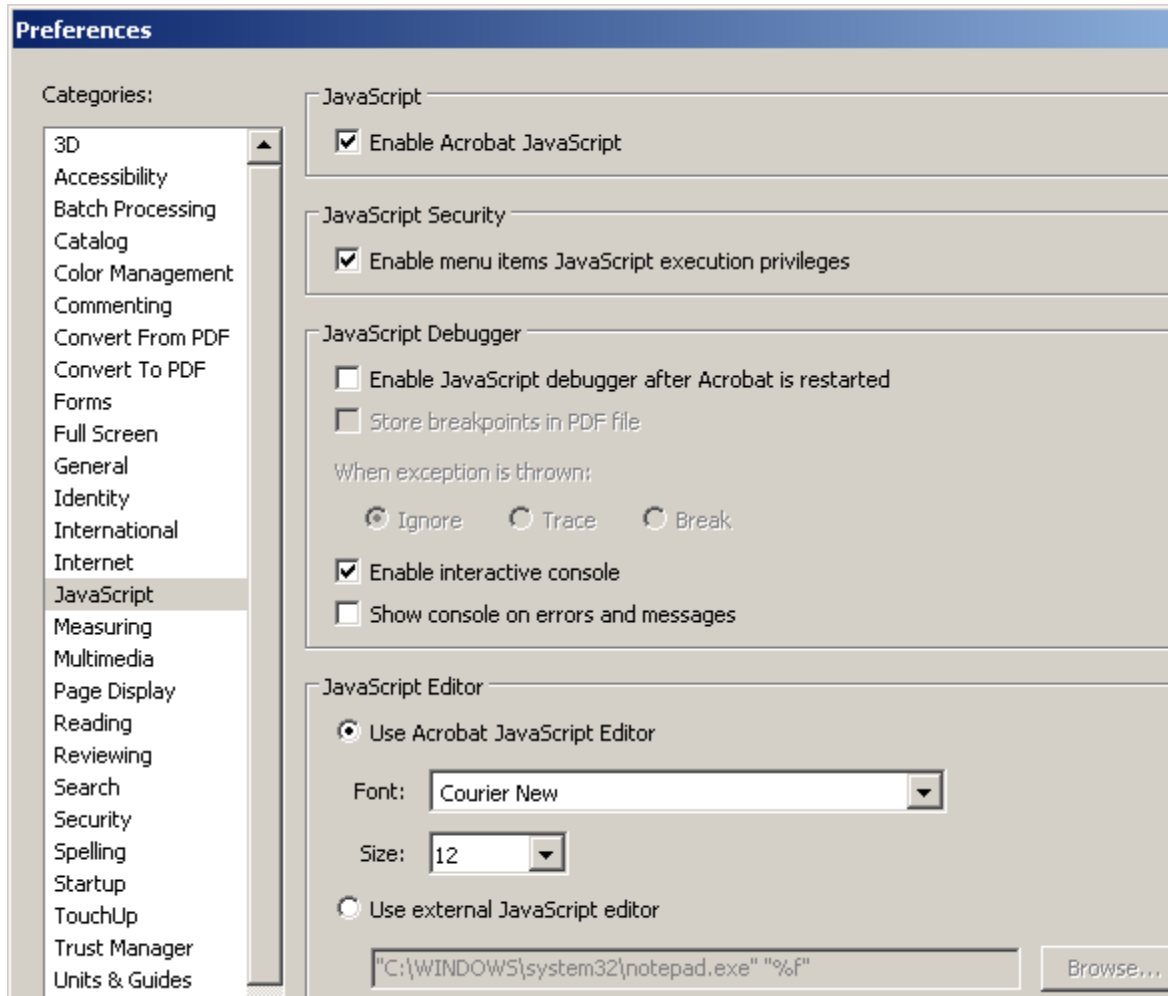 Preferences
Categories:
3D
Accessibility
Batch Processing
Catalog
Color Management
Commenting
Convert From PDF
Convert To PDF
Forms
Full Screen
General
Identity
International
Internet
JavaScript
Measuring
Multimedia
Page Display
Reading
Reviewing
Search
Security
Spelling
Startup
TouchUp
Trust Manager
Units & Guides
JavaScript
Enable Acrobat JavaScript
JavaScript Security
Enable menu items JavaScript execution privileges
JavaScript Debugger
Enable JavaScript debugger after Acrobat is restarted
Store breakpoints in PDF file
When exception is thrown:
Ignore Trace Break
Enable interactive console
Show console on errors and messages
JavaScript Editor
Use Acrobat JavaScript Editor
Font: Courier New
Size: 12
Use external JavaScript editor
"C:\WINDOWS\system32\notepad.exe" "%f" Browse...